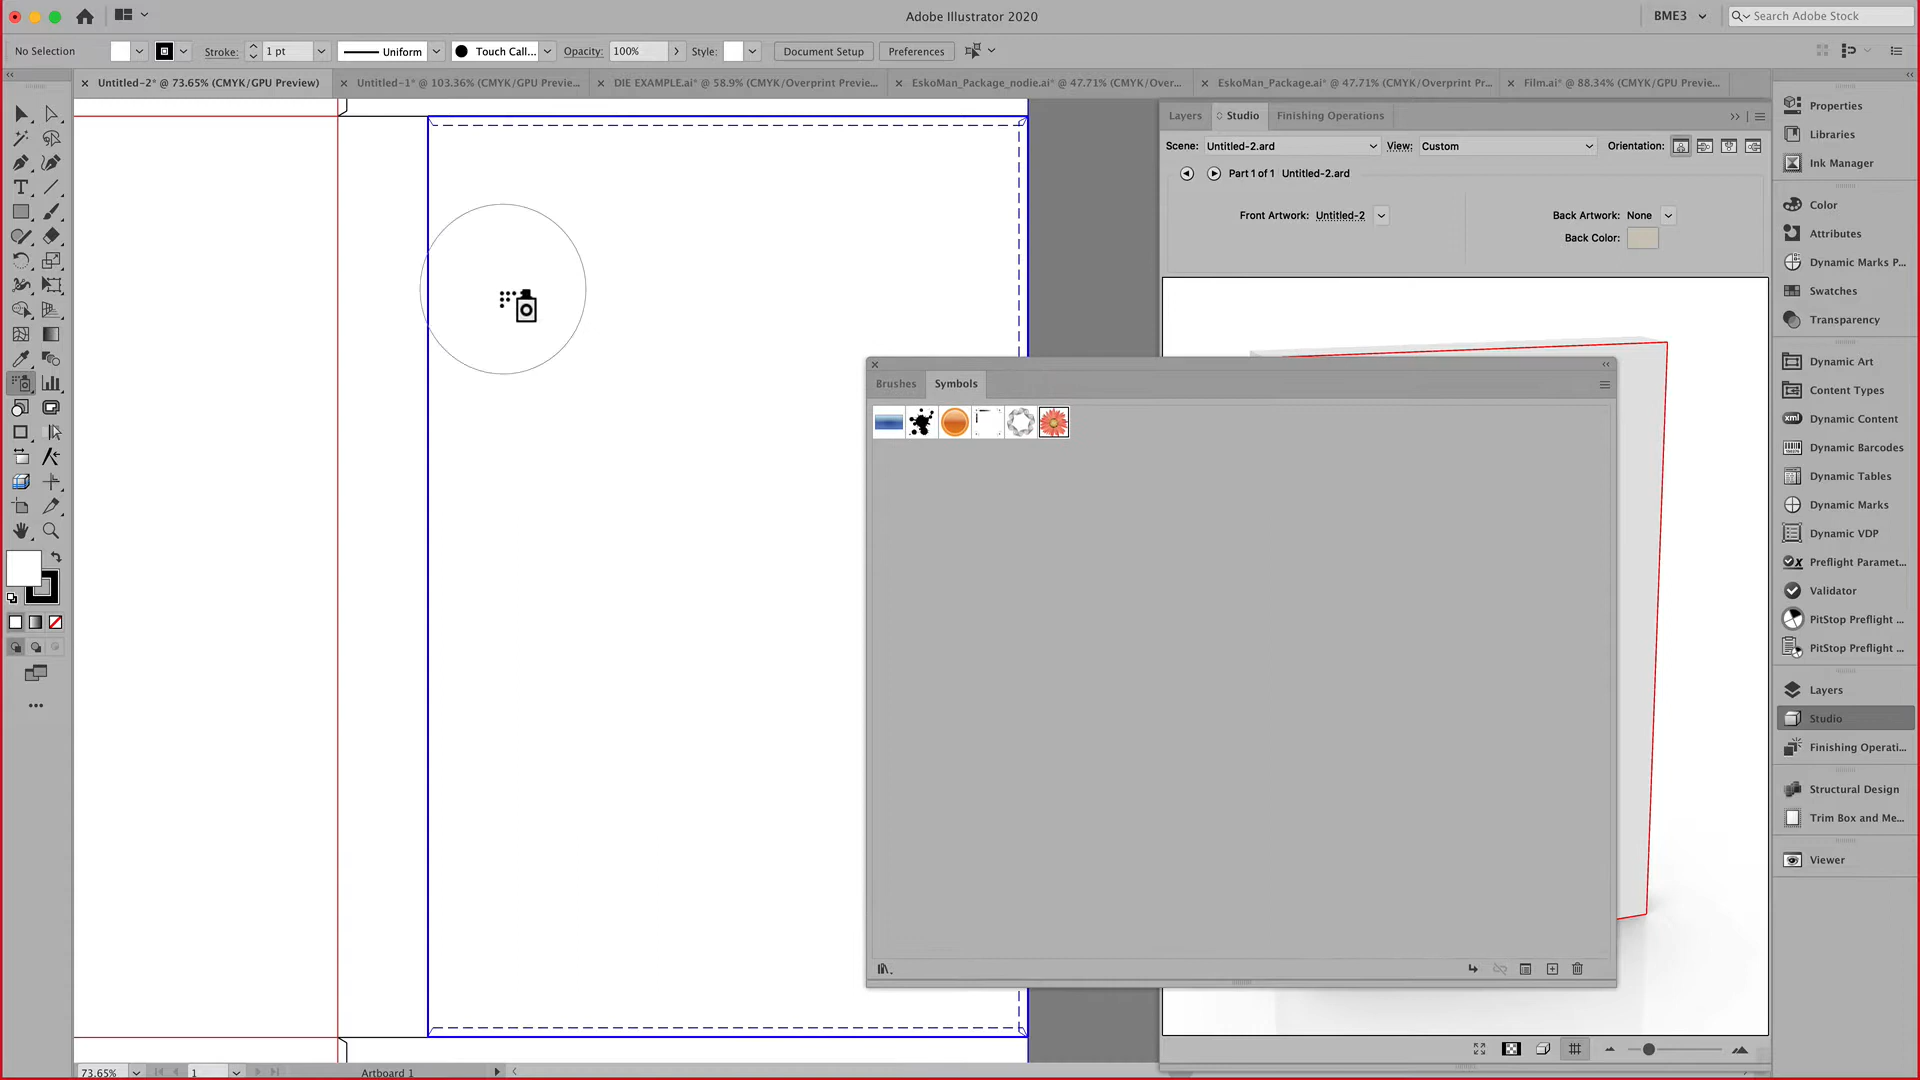 Adobe Illustrator 2020
BME3
Search Adobe Stock
No Selection
Stroke: 1 pt
Uniform
Touch Call...
Opacity: 100%
Style:
Document Setup
Preferences
Untitled-2* @ 73.65% (CMYK/GPU Preview)
Untitled-1* @ 103.36% (CMYK/GPU Previe...
DIE EXAMPLE.ai* @ 58.9% (CMYK/Overprint Previe...
EskoMan_Package_nodie.ai* @ 47.71% (CMYK/Over...
EskoMan_Package.ai* @ 47.71% (CMYK/Overprint Pr...
Film.ai* @ 88.34% (CMYK/GPU Preview...
Layers
Studio
Finishing Operations
Scene: Untitled-2.ard
View: Custom
Orientation:
Part 1 of 1 Untitled-2.ard
Front Artwork: Untitled-2
Back Artwork: None
Back Color:
Brushes
Symbols
Properties
Libraries
Ink Manager
Color
Attributes
Dynamic Marks P...
Swatches
Transparency
Dynamic Art
Content Types
xml Dynamic Content
Dynamic Barcodes
Dynamic Tables
Dynamic Marks
Dynamic VDP
Preflight Paramet...
Validator
PitStop Preflight ...
PitStop Preflight ...
Layers
Studio
Finishing Operati...
Structural Design
Trim Box and Me...
Viewer
73.65%
1
Artboard 1